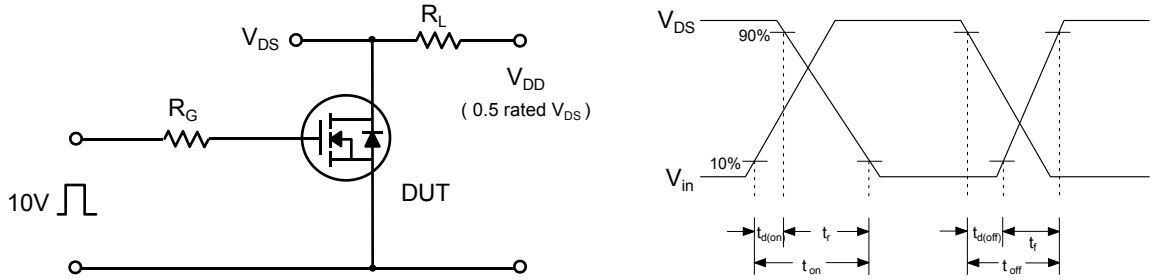 R_L
V_DS
V_DD
( 0.5 rated V_DS )
R_G
DUT
10V
V_DS
90%
10%
V_in
t_d(on) t_r t_d(off) t_f
t_on t_off